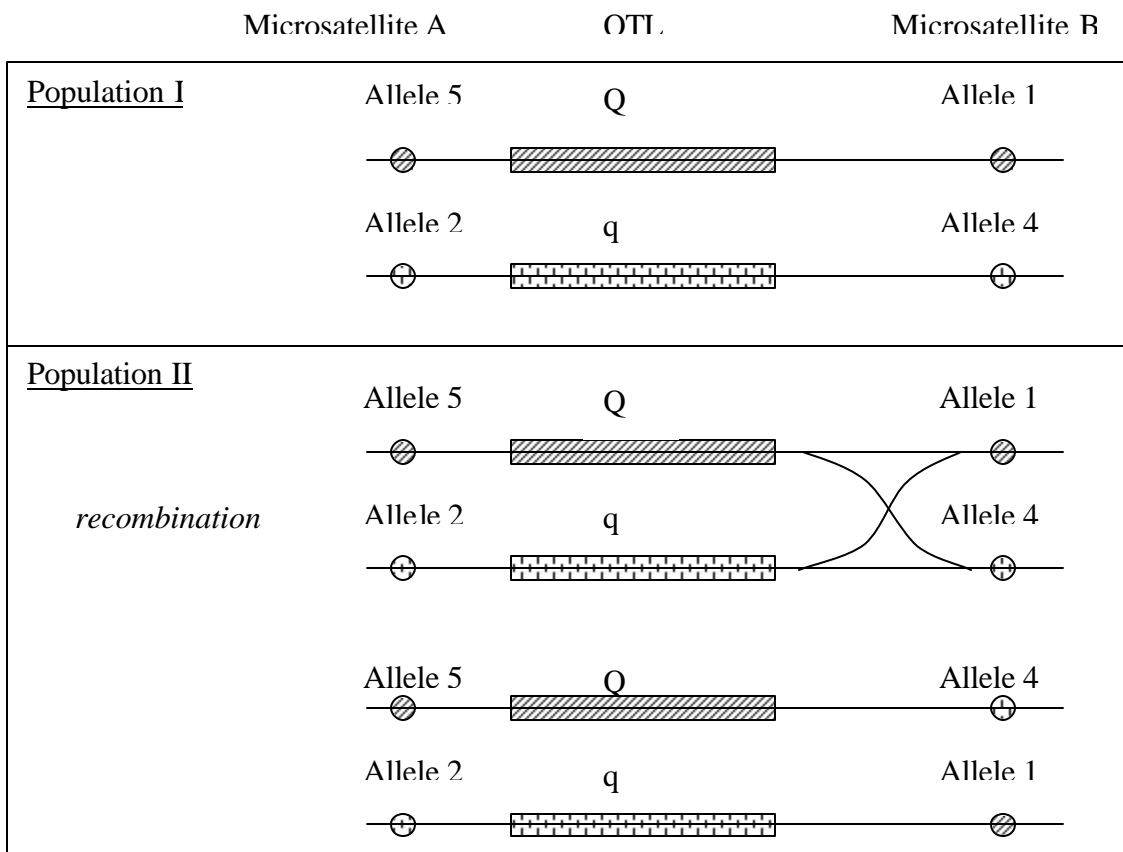 Microsatellite A QTL Microsatellite B
Population I
Allele 5 Q Allele 1
Allele 2 q Allele 4
Population II
Allele 5 Q Allele 1
recombination Allele 2 q Allele 4
Allele 5 Q Allele 4
Allele 2 q Allele 1